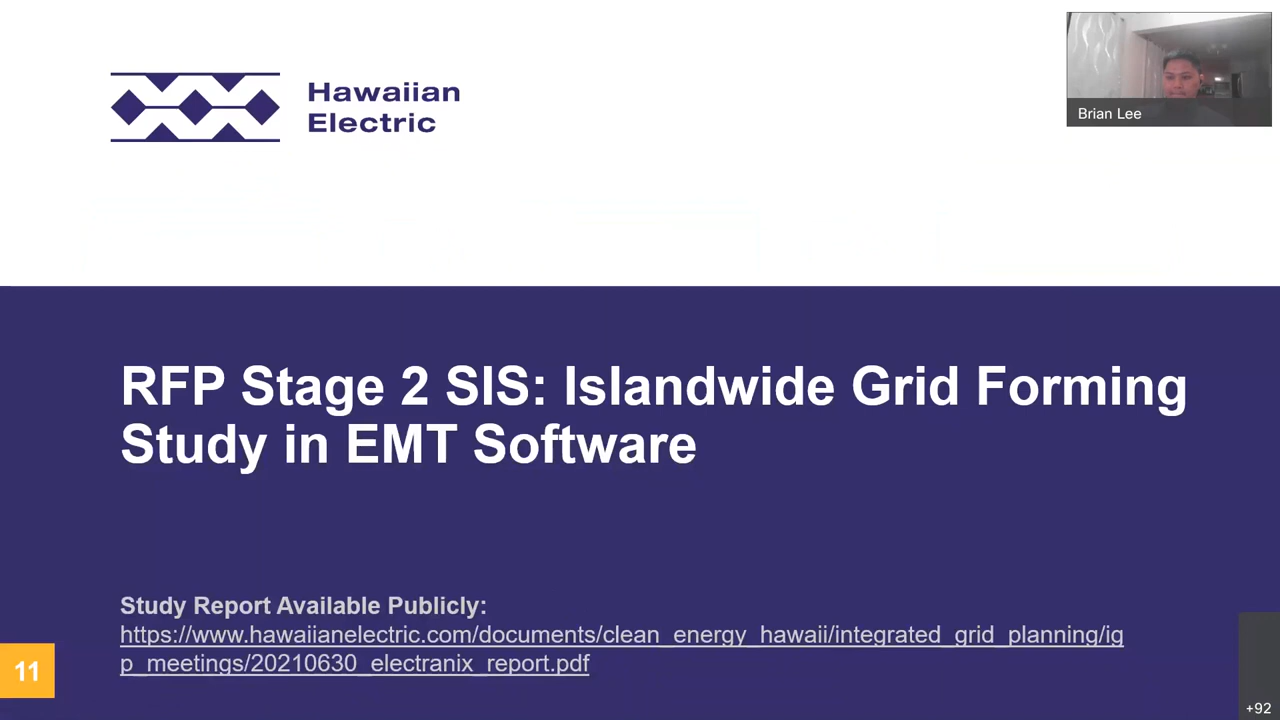 Hawaiian
Electric
Brian Lee
RFP Stage 2 SIS: Islandwide Grid Forming
Study in EMT Software
Study Report Available Publicly:
https://www.hawaiianelectric.com/documents/clean_energy_hawaii/integrated_grid_planning/ig
p_meetings/20210630_electranix_report.pdf
11
+92